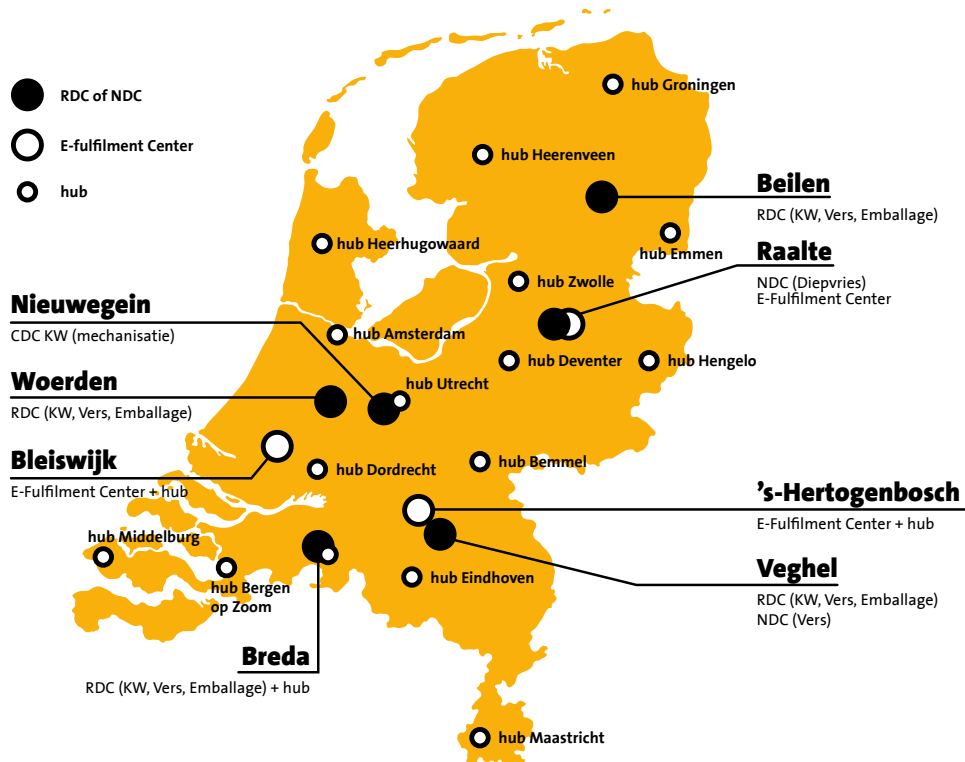 RDC of NDC
E-fulfilment Center
hub
hub Groningen
hub Heerenveen
Beilen
RDC (KW, Vers, Emballage)
hub Heerhugowaard
hub Emmen
Raalte
NDC (Diepvries)
E-Fulfilment Center
hub Zwolle
Nieuwegein
CDC KW (mechanisatie)
hub Amsterdam
hub Deventer
hub Hengelo
Woerden
RDC (KW, Vers, Emballage)
hub Utrecht
Bleiswijk
E-Fulfilment Center + hub
hub Dordrecht
hub Bemmel
’s-Hertogenbosch
E-Fulfilment Center + hub
hub Middelburg
hub Bergen
op Zoom
hub Eindhoven
Veghel
RDC (KW, Vers, Emballage)
NDC (Vers)
Breda
RDC (KW, Vers, Emballage) + hub
hub Maastricht